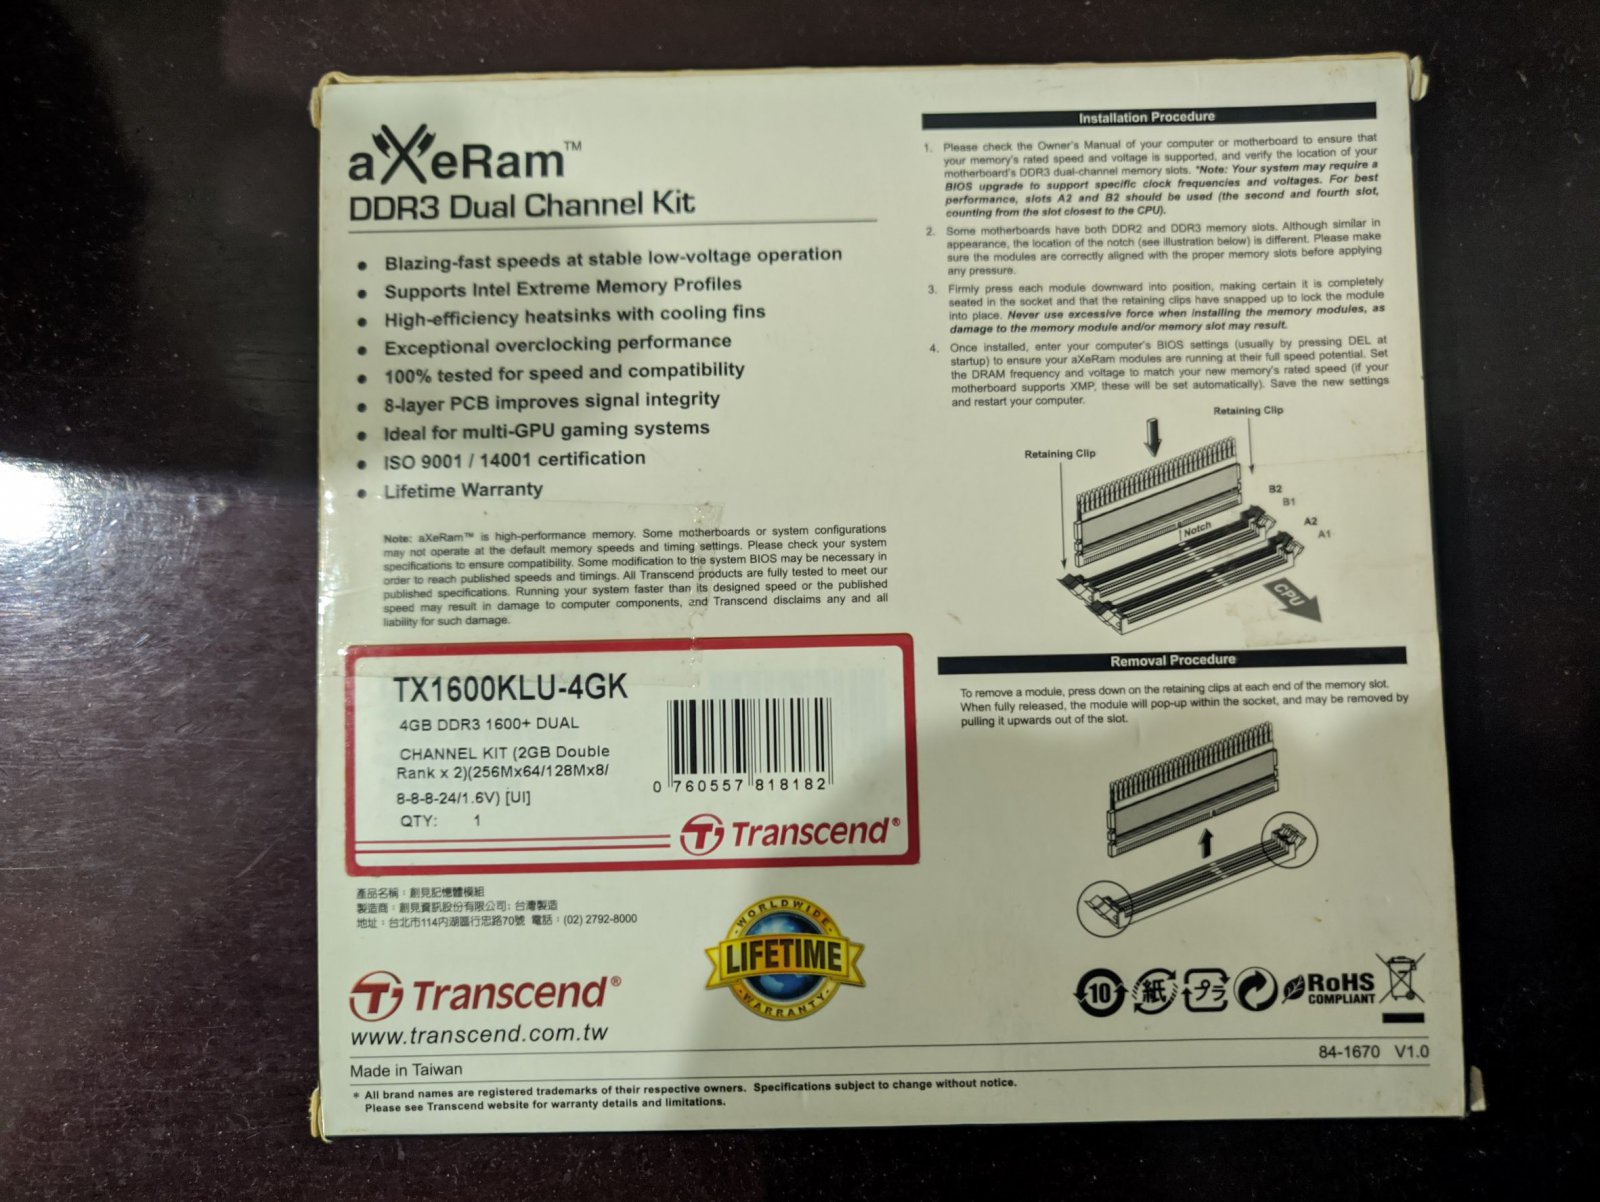 aXeRam™
DDR3 Dual Channel Kit
• Blazing-fast speeds at stable low-voltage operation
• Supports Intel Extreme Memory Profiles
• High-efficiency heatsinks with cooling fins
• Exceptional overclocking performance
• 100% tested for speed and compatibility
• 8-layer PCB improves signal integrity
• Ideal for multi-GPU gaming systems
• ISO 9001 / 14001 certification
• Lifetime Warranty
Note: aXeRam™ is high-performance memory. Some motherboards or system configurations
may not operate at the default memory speeds and timing settings. Please check your system
specifications to ensure compatibility. Some modification to the system BIOS may be necessary in
order to reach published speeds and timings. All Transcend products are fully tested to meet our
published specifications. Running your system faster than its designed speed or the published
speed may result in damage to computer components, and Transcend disclaims any and all
liability for such damage.
TX1600KLU-4GK
4GB DDR3 1600+ DUAL
CHANNEL KIT (2GB Double
Rank x 2)(256Mx64/128Mx8/
8-8-8-24/1.6V) [UI]
QTY: 1
0 760557 818182
Transcend®
產品名稱：創見記憶體模組
製造商：創見資訊股份有限公司; 台灣製造
地址：台北市114內湖區行忠路70號 電話：(02) 2792-8000
Transcend®
www.transcend.com.tw
WORLDWIDE
LIFETIME
WARRANTY
Made in Taiwan
* All brand names are registered trademarks of their respective owners. Specifications subject to change without notice.
Please see Transcend website for warranty details and limitations.
Installation Procedure
1. Please check the Owner's Manual of your computer or motherboard to ensure that
your memory's rated speed and voltage is supported, and verify the location of your
motherboard's DDR3 dual-channel memory slots. *Note: Your system may require a
BIOS upgrade to support specific clock frequencies and voltages. For best
performance, slots A2 and B2 should be used (the second and fourth slot,
counting from the slot closest to the CPU).
2. Some motherboards have both DDR2 and DDR3 memory slots. Although similar in
appearance, the location of the notch (see illustration below) is different. Please make
sure the modules are correctly aligned with the proper memory slots before applying
any pressure.
3. Firmly press each module downward into position, making certain it is completely
seated in the socket and that the retaining clips have snapped up to lock the module
into place. Never use excessive force when installing the memory modules, as
damage to the memory module and/or memory slot may result.
4. Once installed, enter your computer's BIOS settings (usually by pressing DEL at
startup) to ensure your aXeRam modules are running at their full speed potential. Set
the DRAM frequency and voltage to match your new memory's rated speed (if your
motherboard supports XMP, these will be set automatically). Save the new settings
and restart your computer.
Retaining Clip
Retaining Clip
B2
B1
A2
A1
Notch
CPU
Removal Procedure
To remove a module, press down on the retaining clips at each end of the memory slot.
When fully released, the module will pop-up within the socket, and may be removed by
pulling it upwards out of the slot.
10
紙
プラ
RoHS
COMPLIANT
84-1670 V1.0